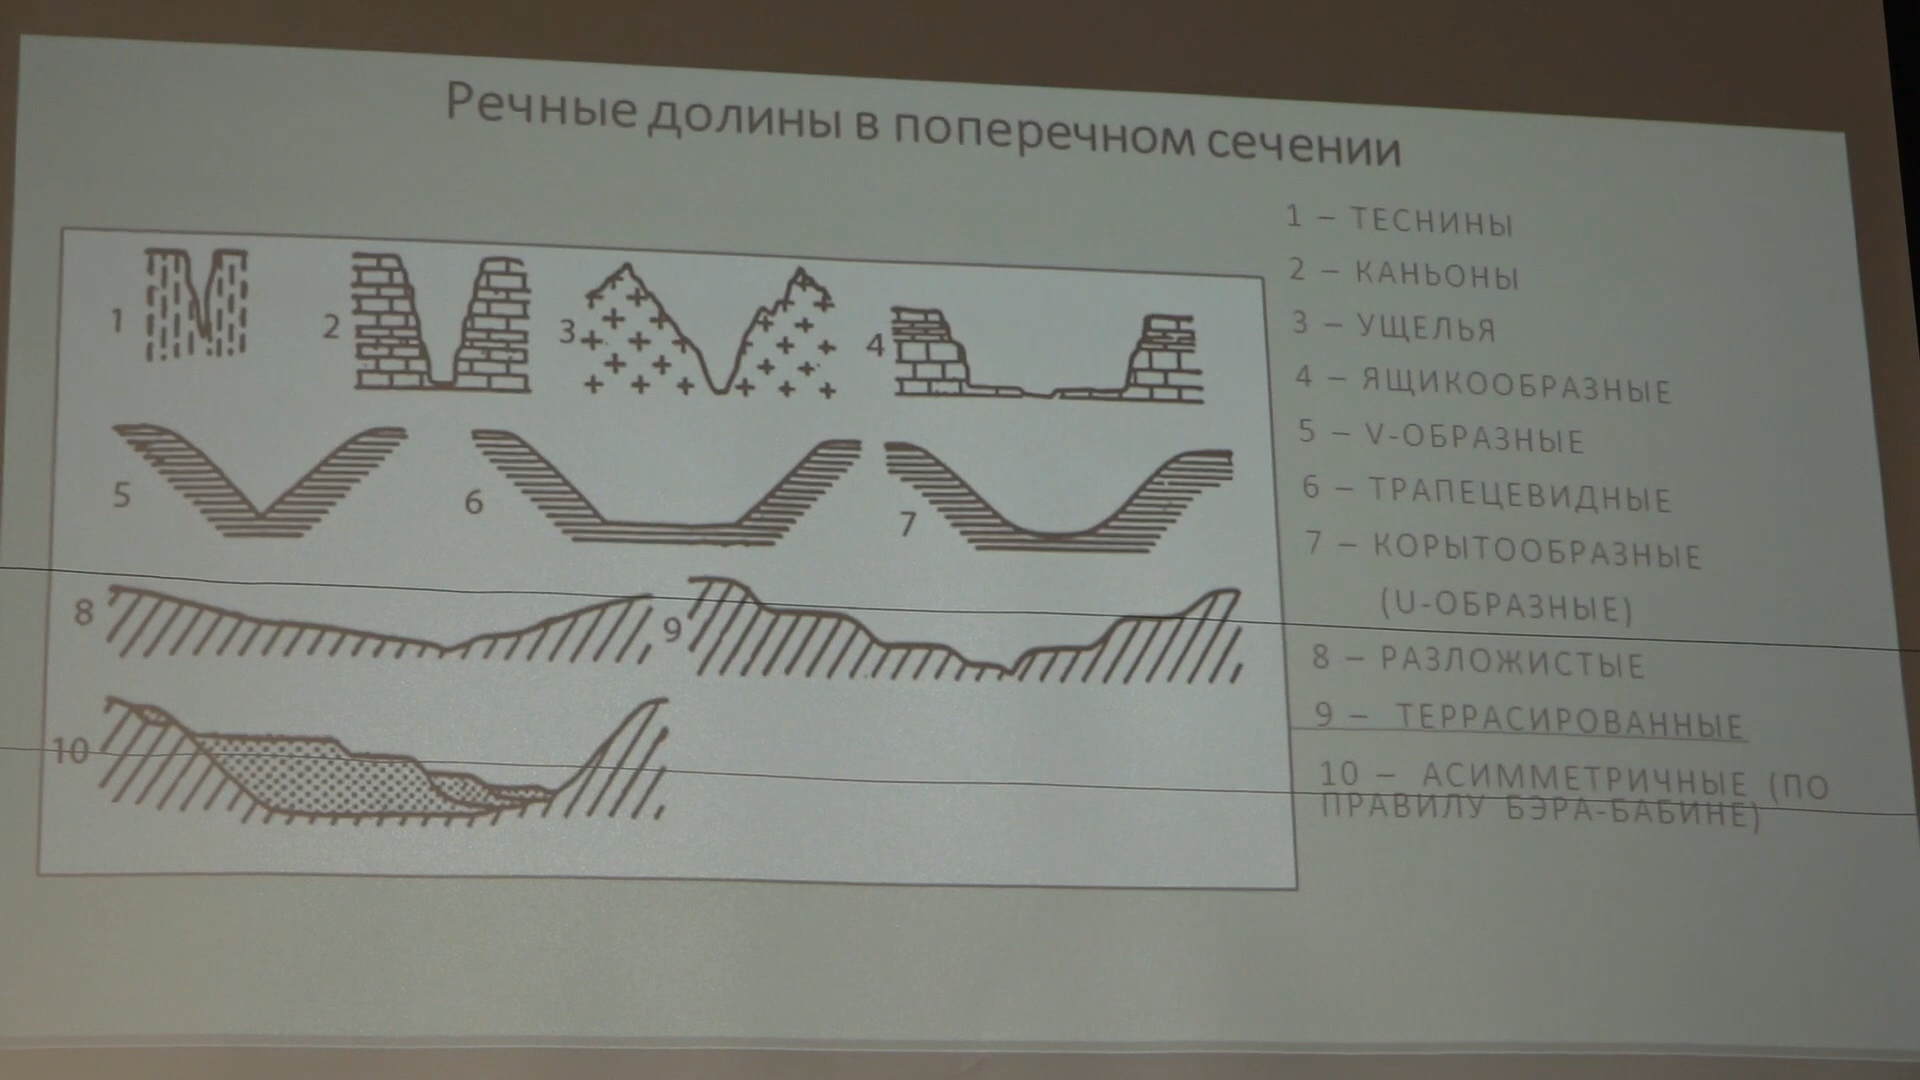 Речные долины в поперечном сечении
1 – ТЕСНИНЫ
2 – КАНЬОНЫ
3 – УЩЕЛЬЯ
4 – ЯЩИКООБРАЗНЫЕ
5 – V-ОБРАЗНЫЕ
6 – ТРАПЕЦЕВИДНЫЕ
7 – КОРЫТООБРАЗНЫЕ
(U-ОБРАЗНЫЕ)
8 – РАЗЛОЖИСТЫЕ
9 – ТЕРРАСИРОВАННЫЕ
10 – АСИММЕТРИЧНЫЕ (ПО
ПРАВИЛУ БЭРА-БАБИНЕ)
1
2
3
4
5
6
7
8
9
10